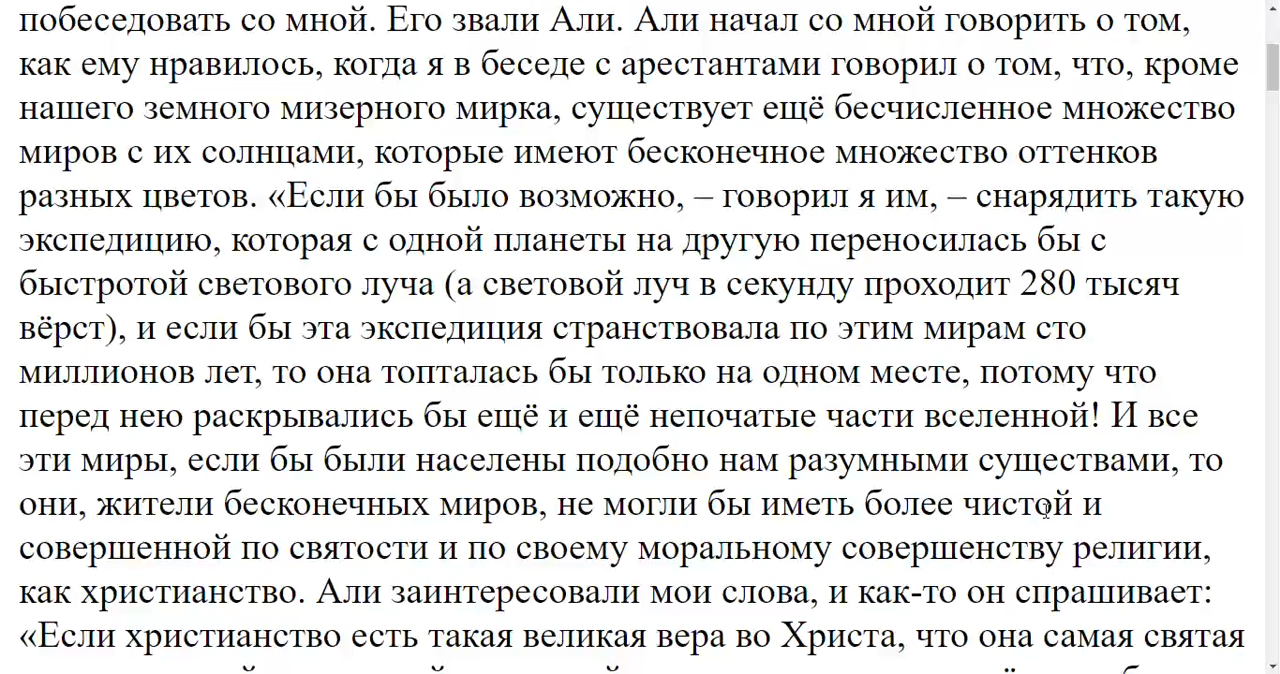 побеседовать со мной. Его звали Али. Али начал со мной говорить о том,
как ему нравилось, когда я в беседе с арестантами говорил о том, что, кроме
нашего земного мизерного мирка, существует ещё бесчисленное множество
миров с их солнцами, которые имеют бесконечное множество оттенков
разных цветов. «Если бы было возможно, – говорил я им, – снарядить такую
экспедицию, которая с одной планеты на другую переносилась бы с
быстротой светового луча (а световой луч в секунду проходит 280 тысяч
вёрст), и если бы эта экспедиция странствовала по этим мирам сто
миллионов лет, то она топталась бы только на одном месте, потому что
перед нею раскрывались бы ещё и ещё непочатые части вселенной! И все
эти миры, если бы были населены подобно нам разумными существами, то
они, жители бесконечных миров, не могли бы иметь более чистой и
совершенной по святости и по своему моральному совершенству религии,
как христианство. Али заинтересовали мои слова, и как-то он спрашивает:
«Если христианство есть такая великая вера во Христа, что она самая святая